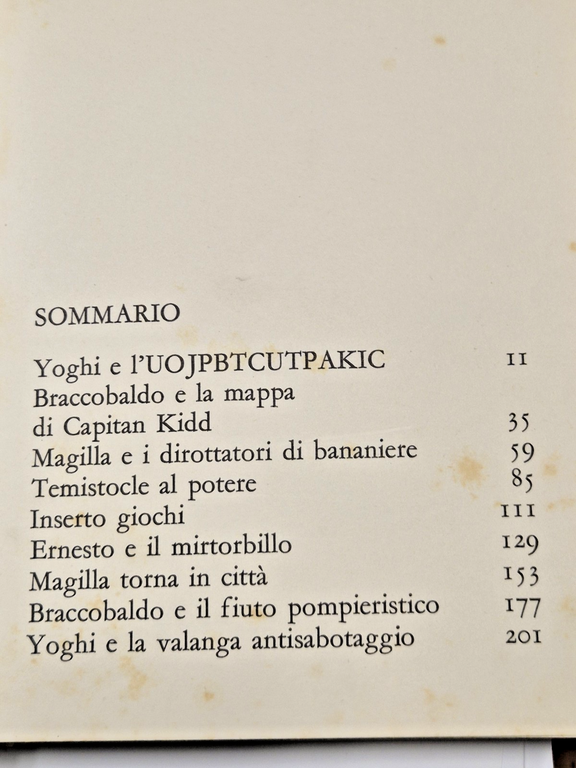 SOMMARIO
Yoghi e l'UOJPBTCUTPAKIC 11
Braccobaldo e la mappa
di Capitan Kidd 35
Magilla e i dirottatori di bananiere 59
Temistocle al potere 85
Inserto giochi 111
Ernesto e il mirtorbillo 129
Magilla torna in città 153
Braccobaldo e il fiuto pompieristico 177
Yoghi e la valanga antisabotaggio 201